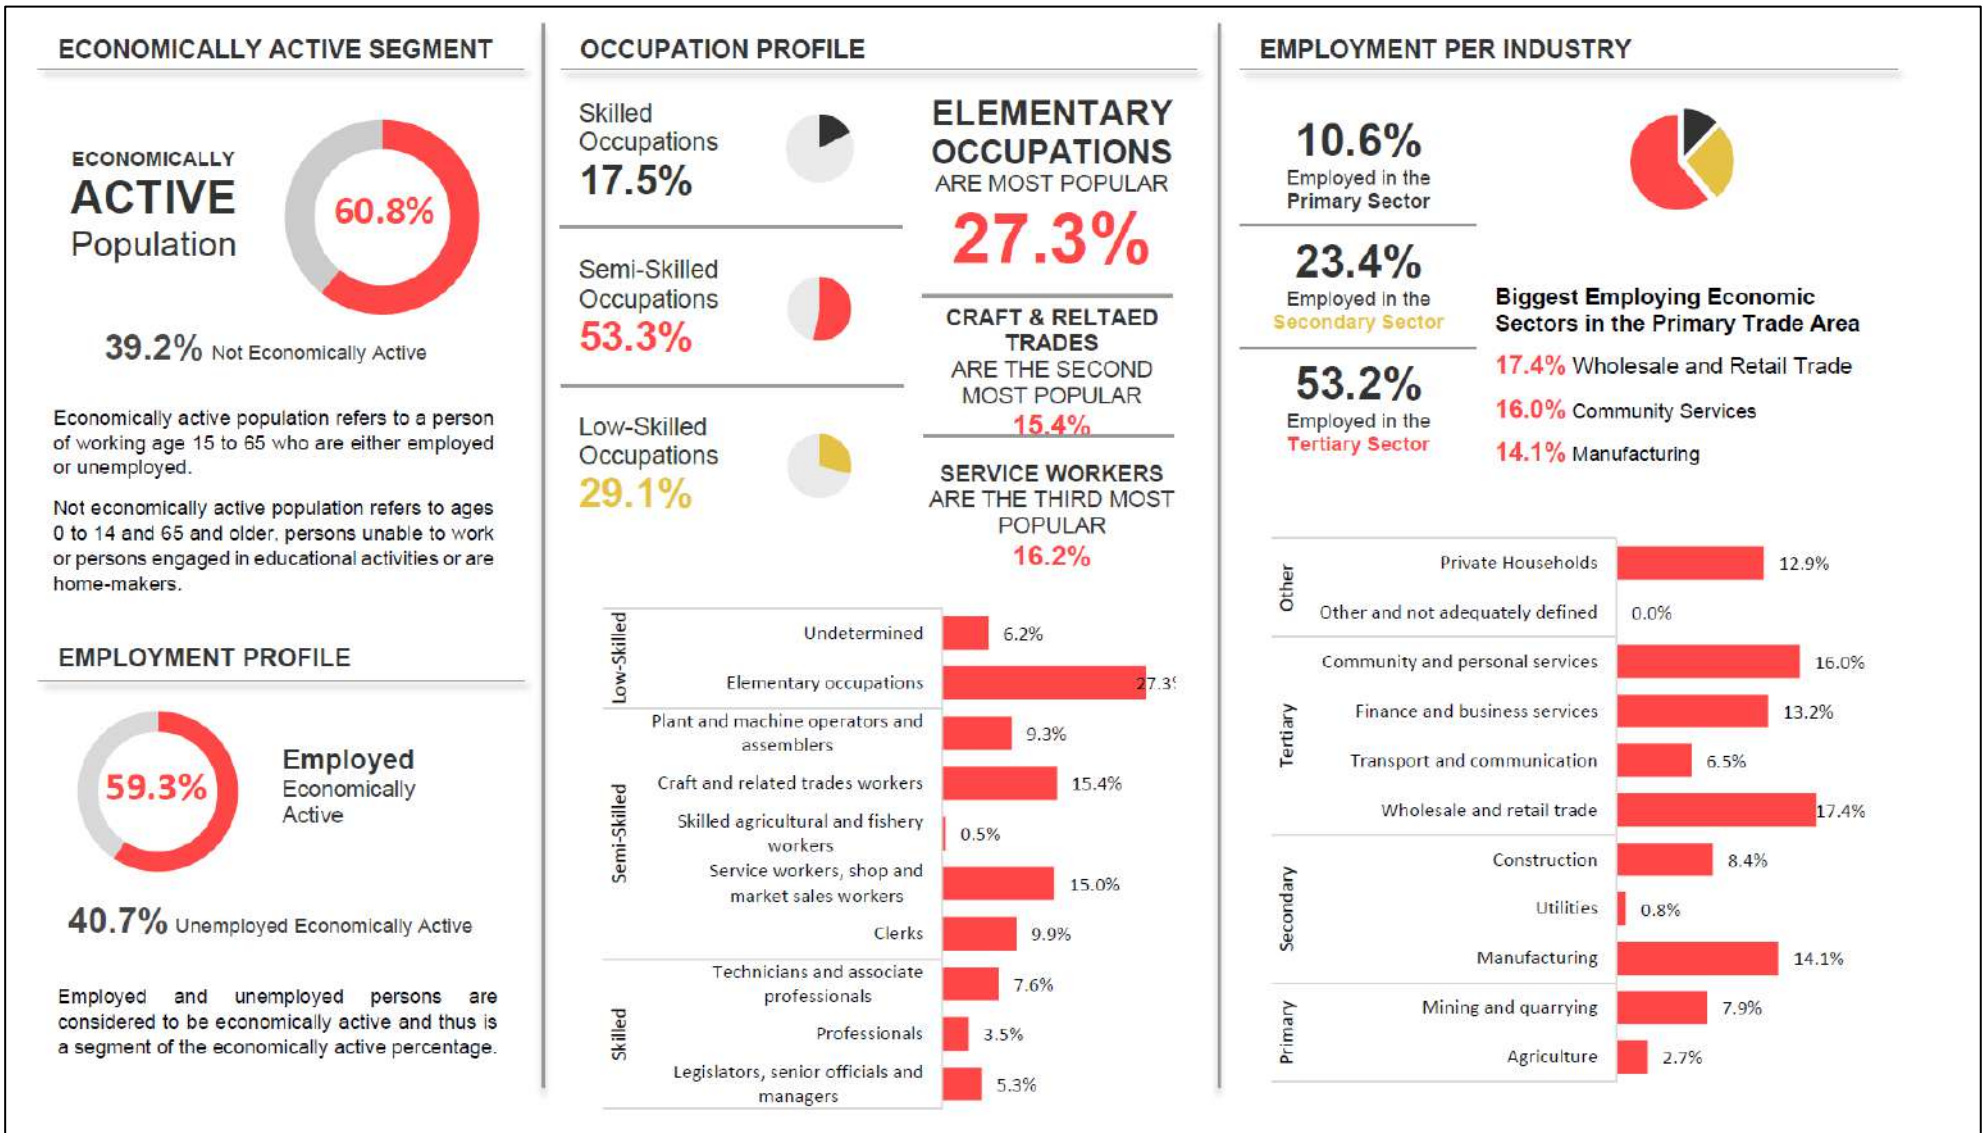 ECONOMICALLY ACTIVE SEGMENT
ECONOMICALLY
ACTIVE
Population
60.8%
39.2% Not Economically Active
Economically active population refers to a person
of working age 15 to 65 who are either employed
or unemployed.
Not economically active population refers to ages
0 to 14 and 65 and older, persons unable to work
or persons engaged in educational activities or are
home-makers.
EMPLOYMENT PROFILE
59.3%
Employed
Economically
Active
40.7% Unemployed Economically Active
Employed and unemployed persons are
considered to be economically active and thus is
a segment of the economically active percentage.
OCCUPATION PROFILE
Skilled
Occupations
17.5%
Semi-Skilled
Occupations
53.3%
Low-Skilled
Occupations
29.1%
ELEMENTARY
OCCUPATIONS
ARE MOST POPULAR
27.3%
CRAFT & RELTAED
TRADES
ARE THE SECOND
MOST POPULAR
15.4%
SERVICE WORKERS
ARE THE THIRD MOST
POPULAR
16.2%
Low-Skilled
Undetermined 6.2%
Elementary occupations 27.3%
Semi-Skilled
Plant and machine operators and
assemblers 9.3%
Craft and related trades workers 15.4%
Skilled agricultural and fishery
workers 0.5%
Service workers, shop and
market sales workers 15.0%
Clerks 9.9%
Skilled
Technicians and associate
professionals 7.6%
Professionals 3.5%
Legislators, senior officials and
managers 5.3%
EMPLOYMENT PER INDUSTRY
10.6%
Employed in the
Primary Sector
23.4%
Employed in the
Secondary Sector
53.2%
Employed in the
Tertiary Sector
Biggest Employing Economic
Sectors in the Primary Trade Area
17.4% Wholesale and Retail Trade
16.0% Community Services
14.1% Manufacturing
Other
Private Households 12.9%
Other and not adequately defined 0.0%
Tertiary
Community and personal services 16.0%
Finance and business services 13.2%
Transport and communication 6.5%
Wholesale and retail trade 17.4%
Secondary
Construction 8.4%
Utilities 0.8%
Manufacturing 14.1%
Primary
Mining and quarrying 7.9%
Agriculture 2.7%